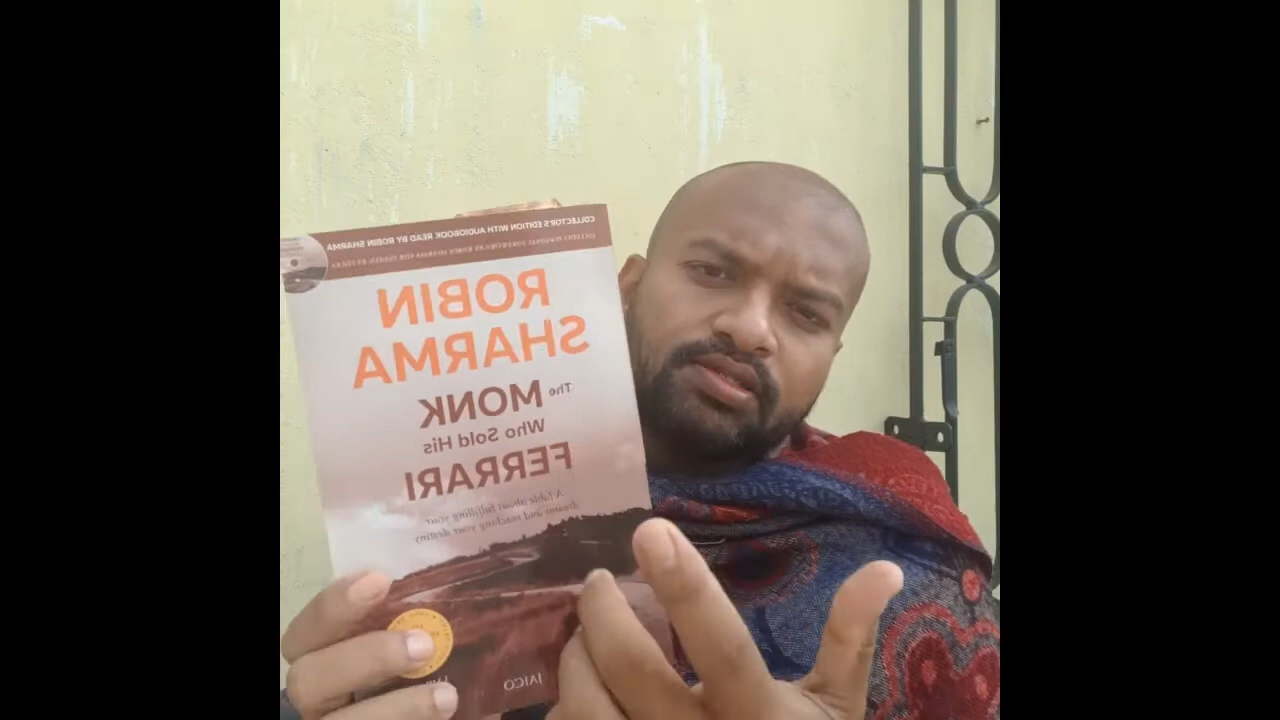 COLLECTOR'S EDITION WITH AUDIOBOOK READ BY ROBIN SHARMA
ROBIN
SHARMA
The MONK
Who Sold His
FERRARI
A fable about fulfilling your
dreams and reaching your destiny
JAICO